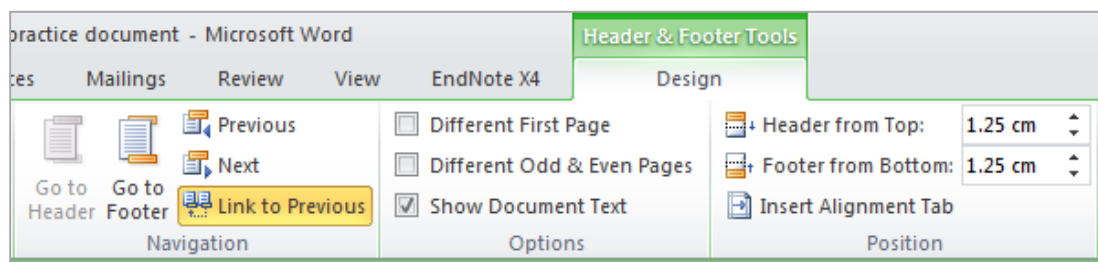 practice document - Microsoft Word
Header & Footer Tools
Mailings Review View EndNote X4 Design
Go to Header
Go to Footer
Previous
Next
Link to Previous
Navigation
Different First Page
Different Odd & Even Pages
Show Document Text
Options
Header from Top: 1.25 cm
Footer from Bottom: 1.25 cm
Insert Alignment Tab
Position